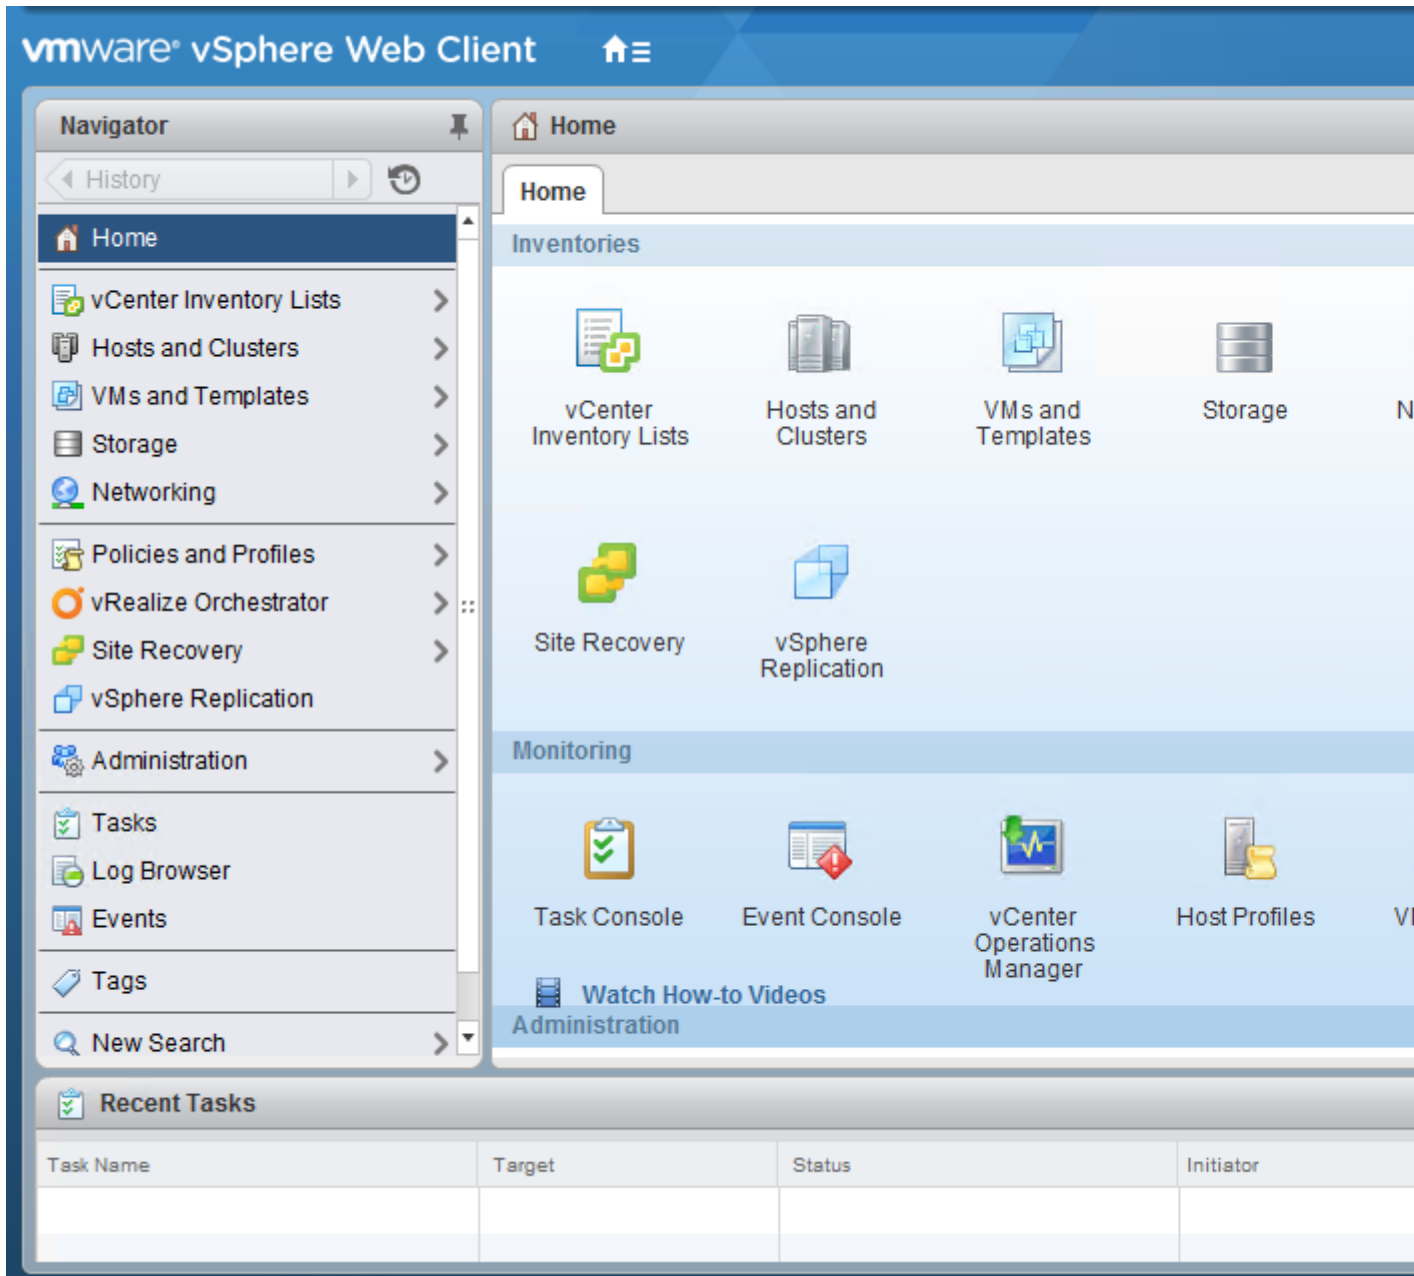 vmware® vSphere Web Client
Navigator
History
Home
vCenter Inventory Lists
Hosts and Clusters
VMs and Templates
Storage
Networking
Policies and Profiles
vRealize Orchestrator
Site Recovery
vSphere Replication
Administration
Tasks
Log Browser
Events
Tags
New Search
Home
Home
Inventories
vCenter
Inventory Lists
Hosts and
Clusters
VMs and
Templates
Storage
Site Recovery
vSphere
Replication
Monitoring
Task Console
Event Console
vCenter
Operations
Manager
Host Profiles
Watch How-to Videos
Administration
Recent Tasks
Task Name
Target
Status
Initiator